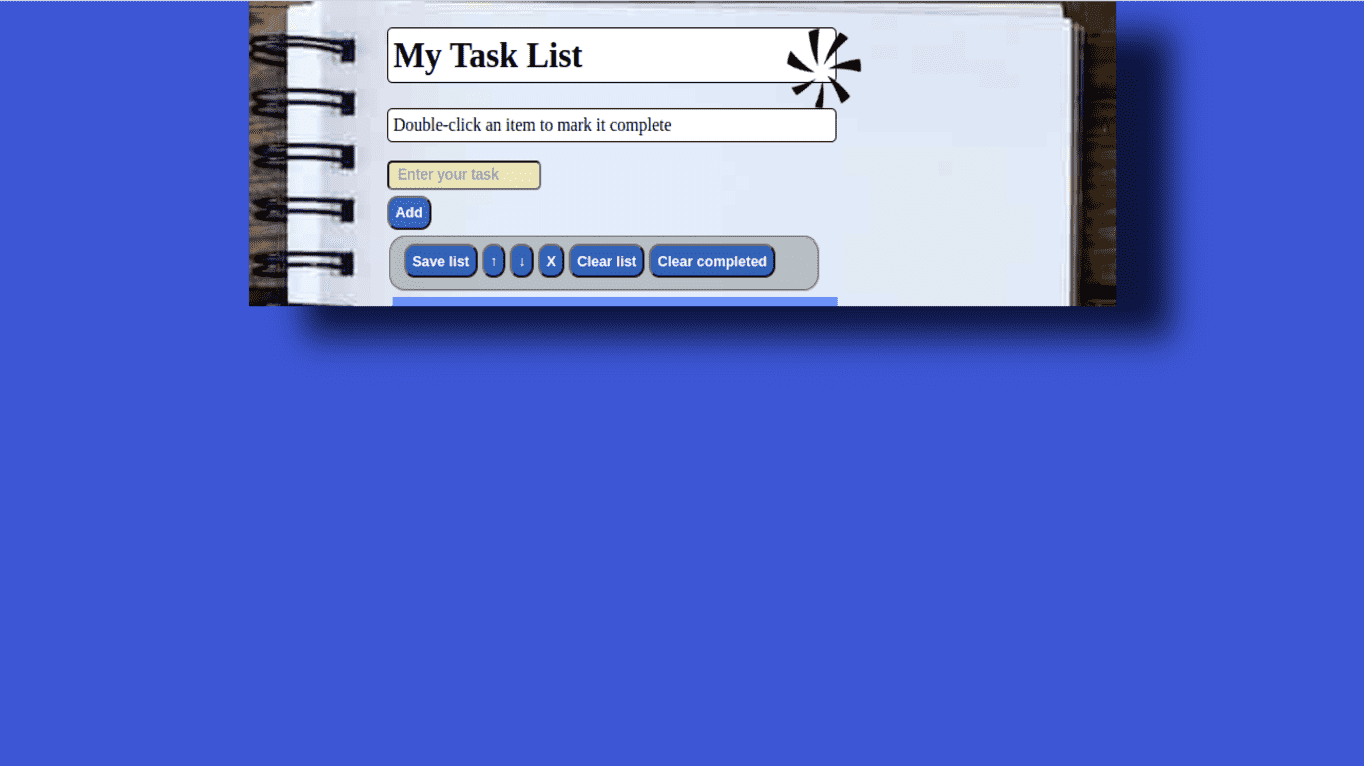 My Task List
Double-click an item to mark it complete
Enter your task
Add
Save list ↑ ↓ X Clear list Clear completed